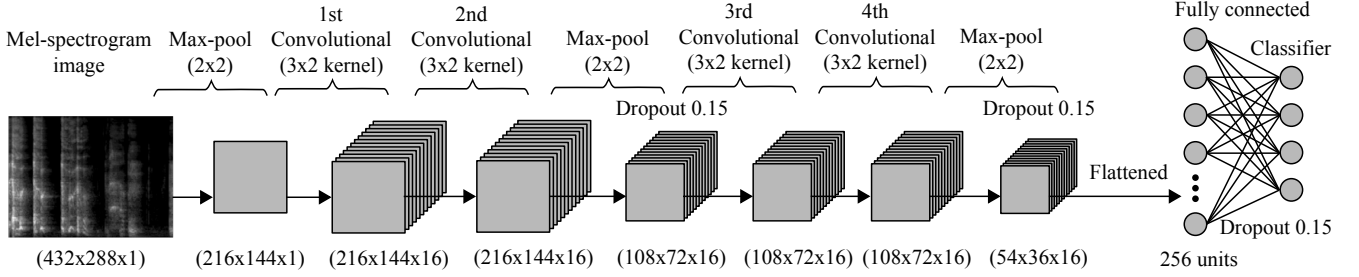 Mel-spectrogram
image
Max-pool
(2x2)
1st
Convolutional
(3x2 kernel)
2nd
Convolutional
(3x2 kernel)
Max-pool
(2x2)
3rd
Convolutional
(3x2 kernel)
4th
Convolutional
(3x2 kernel)
Max-pool
(2x2)
Fully connected
Classifier
Dropout 0.15
Dropout 0.15
Flattened
Dropout 0.15
(432x288x1)
(216x144x1)
(216x144x16)
(216x144x16)
(108x72x16)
(108x72x16)
(108x72x16)
(54x36x16)
256 units